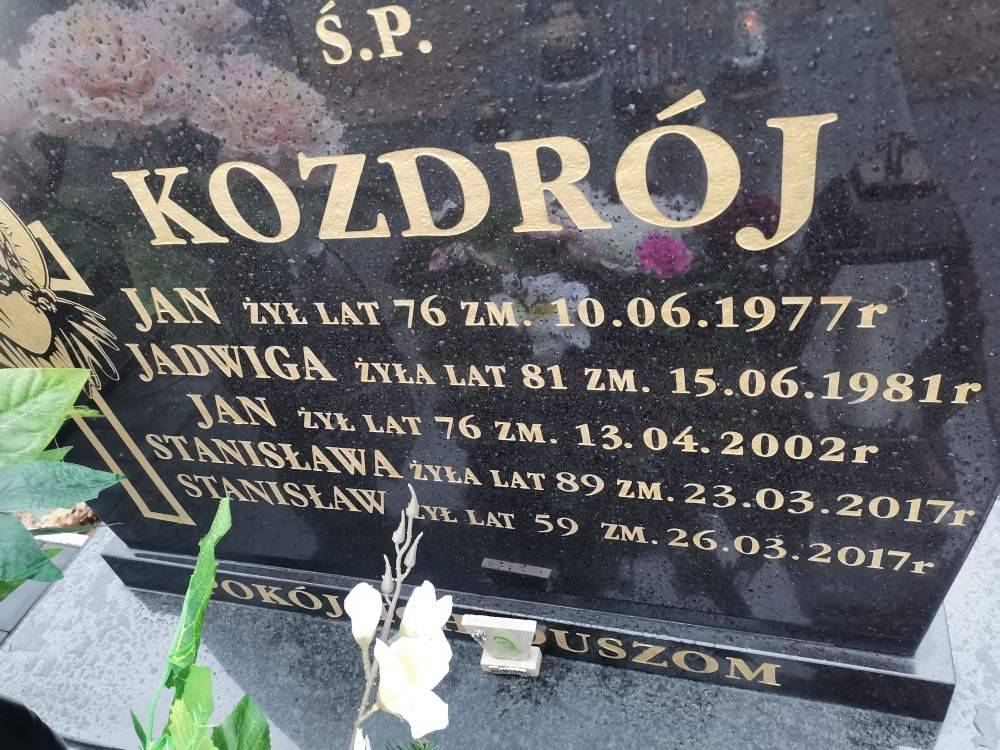 Ś.P.
KOZDRÓJ
JAN ŻYŁ LAT 76 ZM. 10.06.1977r
JADWIGA ŻYŁA LAT 81 ZM. 15.06.1981r
JAN ŻYŁ LAT 76 ZM. 13.04.2002r
STANISŁAWA ŻYŁA LAT 89 ZM. 23.03.2017r
STANISŁAW ŻYŁ LAT 59 ZM. 26.03.2017r
POKÓJ DUSZOM